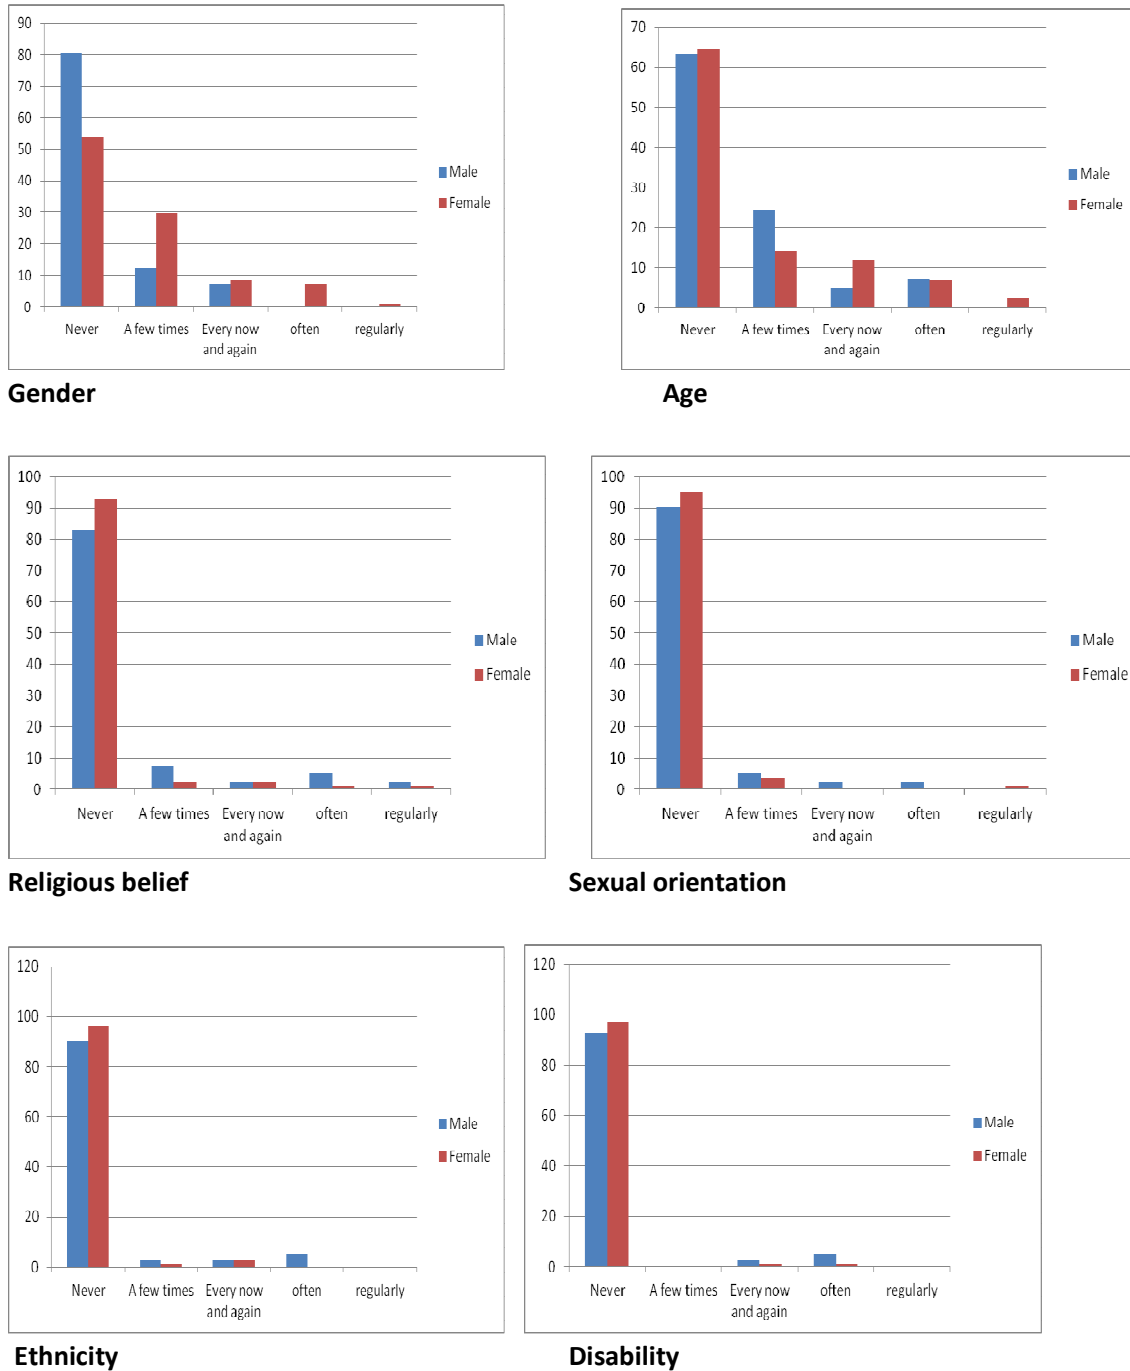 90
80
70
60
50
40
30
20
10
0
Never
A few times
Every now
and again
often
regularly
Male
Female
Gender
70
60
50
40
30
20
10
0
Never
A few times
Every now
and again
often
regularly
Male
Female
Age
100
90
80
70
60
50
40
30
20
10
0
Never
A few times
Every now
and again
often
regularly
Male
Female
Religious belief
100
90
80
70
60
50
40
30
20
10
0
Never
A few times
Every now
and again
often
regularly
Male
Female
Sexual orientation
120
100
80
60
40
20
0
Never
A few times
Every now
and again
often
regularly
Male
Female
Ethnicity
120
100
80
60
40
20
0
Never
A few times
Every now
and again
often
regularly
Male
Female
Disability